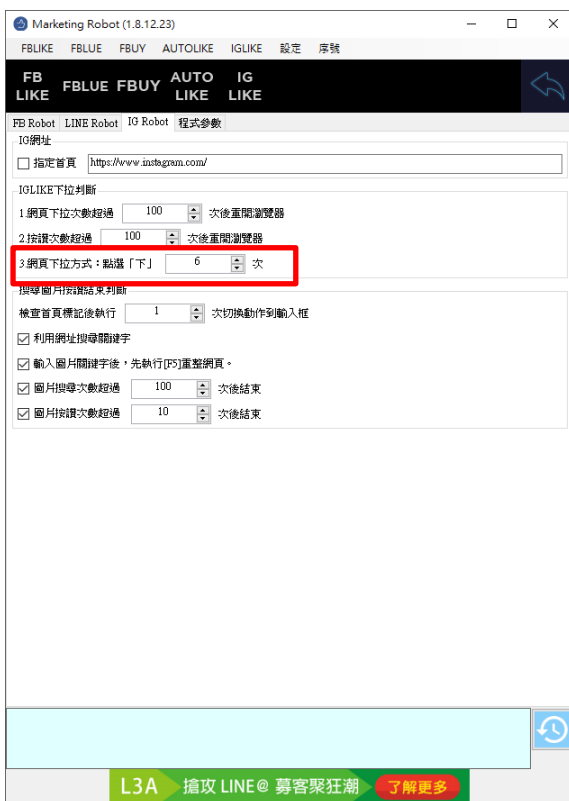 Marketing Robot (1.8.12.23)
FBLIKE FBLUE FBUY AUTOLIKE IGLIKE 設定 序號
FB LIKE FBLUE FBUY AUTO LIKE IG LIKE
FB Robot LINE Robot IG Robot 程式參數
IG網址
指定首頁 https://www.instagram.com/
IGLIKE下拉判斷
1.網頁下拉次數超過 100 次後重開瀏覽器
2.按讚次數超過 100 次後重開瀏覽器
3.網頁下拉方式：點選「下」 6 次
搜尋圖片按讚結束判斷
檢查首頁標記後執行 1 次切換動作到輸入框
利用網址搜尋關鍵字
輸入圖片關鍵字後，先執行[F5]重整網頁。
圖片搜尋次數超過 100 次後結束
圖片按讚次數超過 10 次後結束
L3A 搶攻 LINE@ 募客聚狂潮 了解更多